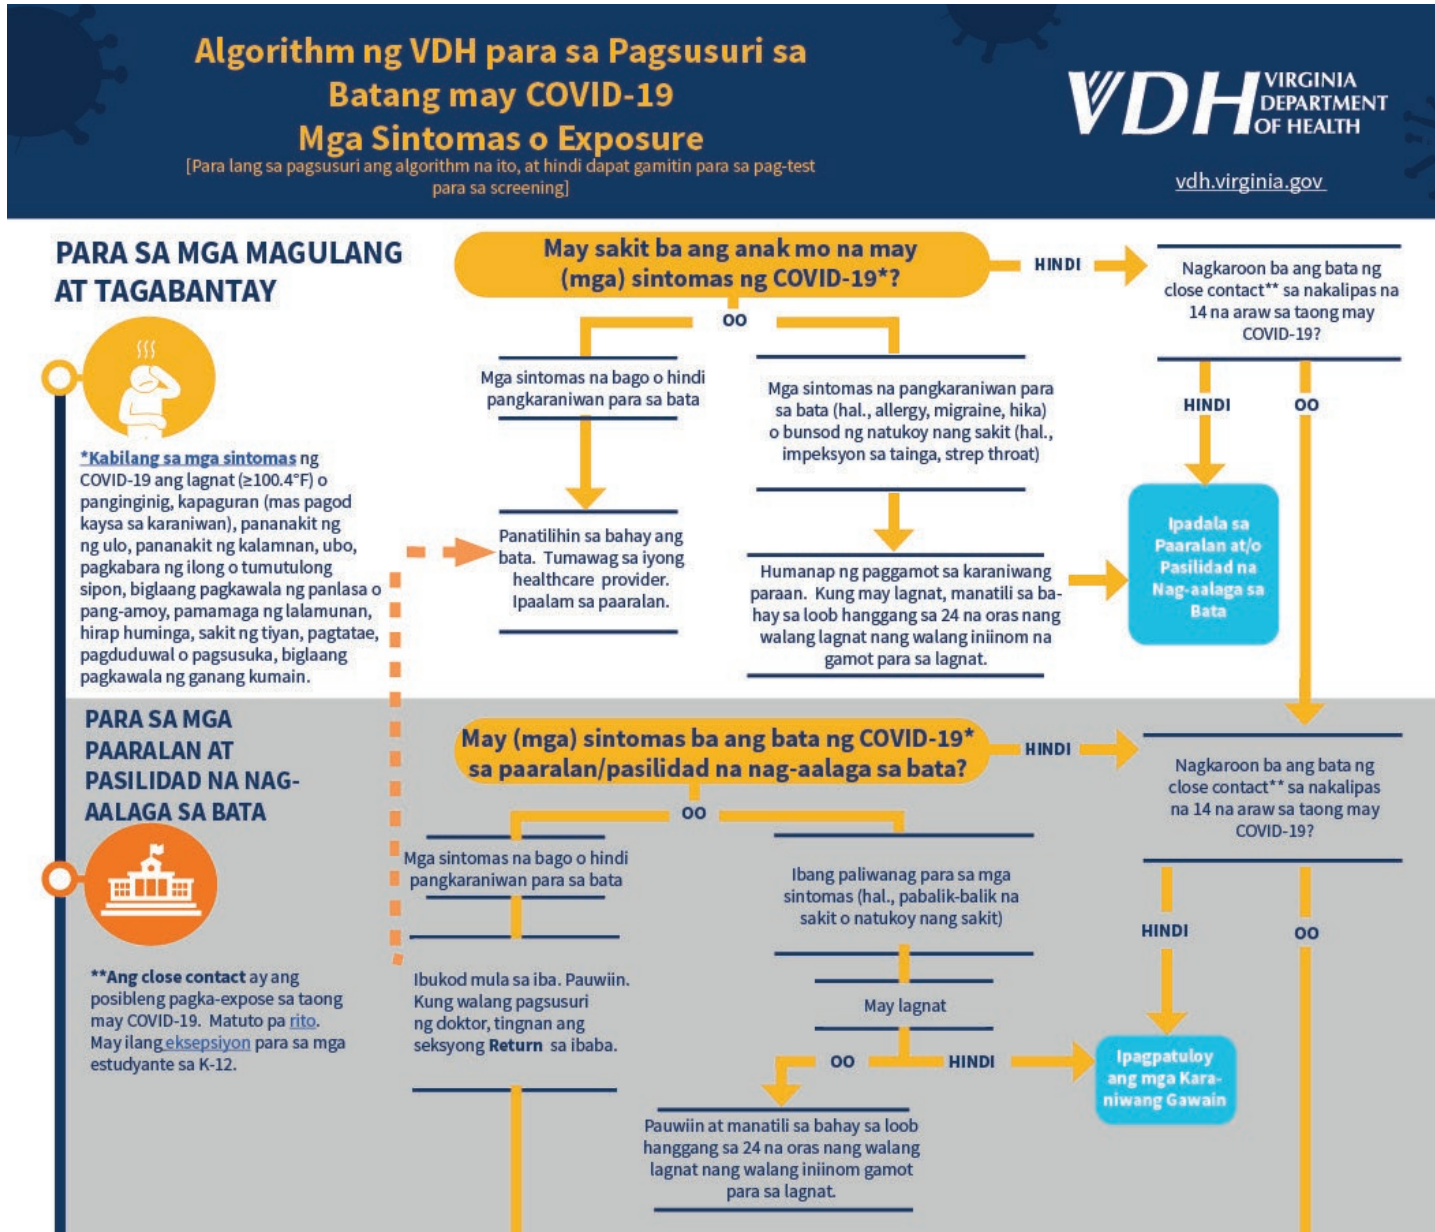 Algorithm ng VDH para sa Pagsusuri sa
Batang may COVID-19
Mga Sintomas o Exposure
[Para lang sa pagsusuri ang algorithm na ito, at hindi dapat gamitin para sa pag-test
para sa screening]
VDH
VIRGINIA
DEPARTMENT
OF HEALTH
vdh.virginia.gov
PARA SA MGA MAGULANG
AT TAGABANTAY
May sakit ba ang anak mo na may
(mga) sintomas ng COVID-19*?
HINDI
Nagkaroon ba ang bata ng
close contact** sa nakalipas na
14 na araw sa taong may
COVID-19?
OO
Mga sintomas na bago o hindi
pangkaraniwan para sa bata
Mga sintomas na pangkaraniwan para
sa bata (hal., allergy, migraine, hika)
o bunsod ng natukoy nang sakit (hal.,
impeksyon sa tainga, strep throat)
HINDI
OO
*Kabilang sa mga sintomas ng
COVID-19 ang lagnat (≥100.4°F) o
panginginig, kapaguran (mas pagod
kaysa sa karaniwan), pananakit ng
ng ulo, pananakit ng kalamnan, ubo,
pagkabara ng ilong o tumutulong
sipon, biglaang pagkawala ng panlasa o
pang-amoy, pamamaga ng lalamunan,
hirap huminga, sakit ng tiyan, pagtatae,
pagduduwal o pagsusuka, biglaang
pagkawala ng ganang kumain.
Panatilihin sa bahay ang
bata. Tumawag sa iyong
healthcare provider.
Ipaalam sa paaralan.
Humanap ng paggamot sa karaniwang
paraan. Kung may lagnat, manatili sa ba-
hay sa loob hanggang sa 24 na oras nang
walang lagnat nang walang iniinom na
gamot para sa lagnat.
Ipadala sa
Paaralan at/o
Pasilidad na
Nag-aalaga sa
Bata
PARA SA MGA
PAARALAN AT
PASILIDAD NA NAG-
AALAGA SA BATA
May (mga) sintomas ba ang bata ng COVID-19*
sa paaralan/pasilidad na nag-aalaga sa bata?
HINDI
Nagkaroon ba ang bata ng
close contact** sa nakalipas
na 14 na araw sa taong may
COVID-19?
OO
Mga sintomas na bago o hindi
pangkaraniwan para sa bata
Ibang paliwanag para sa mga
sintomas (hal., pabalik-balik na
sakit o natukoy nang sakit)
HINDI
OO
**Ang close contact ay ang
posibleng pagka-expose sa taong
may COVID-19. Matuto pa rito.
May ilang eksepsiyon para sa mga
estudyante sa K-12.
Ibukod mula sa iba. Pauwiin.
Kung walang pagsusuri
ng doktor, tingnan ang
seksyong Return sa ibaba.
May lagnat
OO
HINDI
Ipagpatuloy
ang mga Kara-
niwang Gawain
Pauwiin at manatili sa bahay sa loob
hanggang sa 24 na oras nang walang
lagnat nang walang iniinom gamot
para sa lagnat.